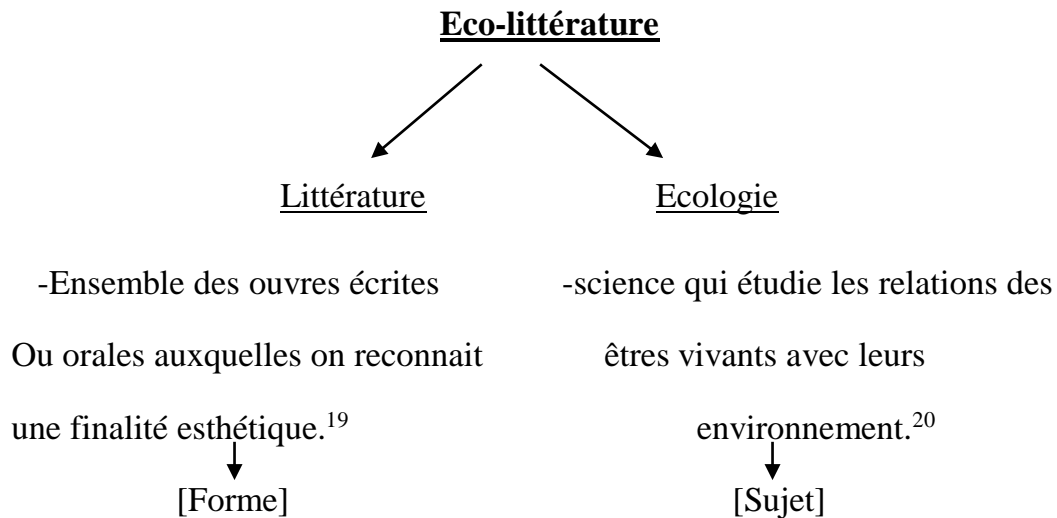 Eco-littérature
Littérature
Ecologie
-Ensemble des ouvres écrites
Ou orales auxquelles on reconnait
une finalité esthétique.19
[Forme]
-science qui étudie les relations des
êtres vivants avec leurs
environnement.20
[Sujet]